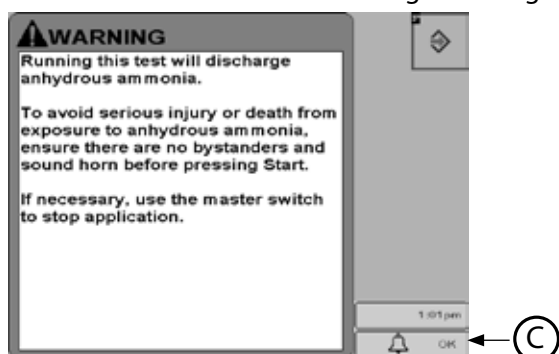 WARNING
Running this test will discharge
anhydrous ammonia.
To avoid serious injury or death from
exposure to anhydrous ammonia,
ensure there are no bystanders and
sound horn before pressing Start.
If necessary, use the master switch
to stop application.
1:01pm
OK
C